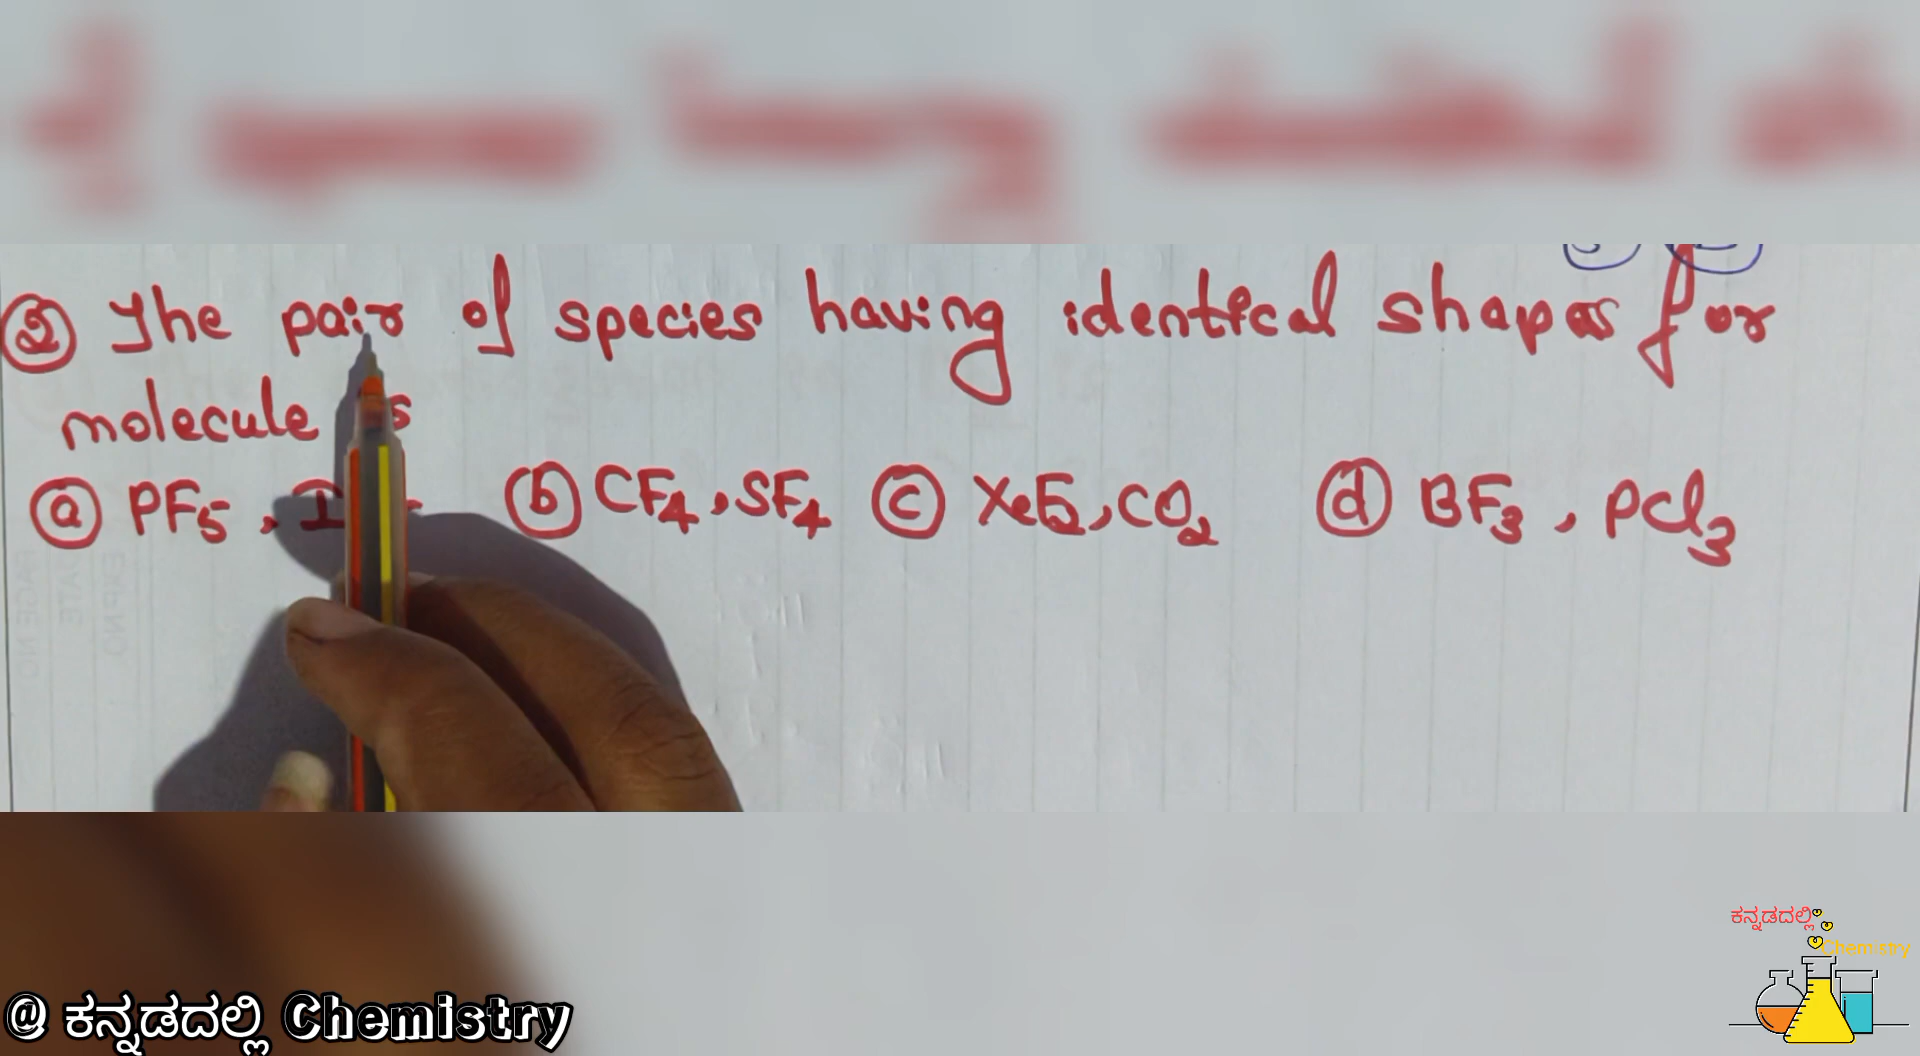 ② The pair of species having identical shapes for
molecule
ⓐ PF₅, ⓑ CF₄, SF₄ ⓒ XeF₂, CO₂ ⓓ BF₃, PCl₃
ಕನ್ನಡದಲ್ಲಿ
Chemistry
@ ಕನ್ನಡದಲ್ಲಿ Chemistry